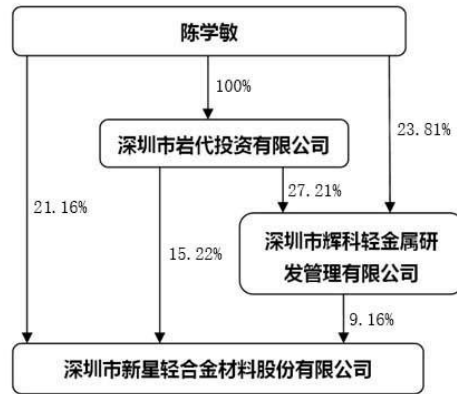 陈学敏
100%
深圳市岩代投资有限公司
23.81%
27.21%
21.16%
15.22%
深圳市辉科轻金属研
发管理有限公司
9.16%
深圳市新星轻合金材料股份有限公司